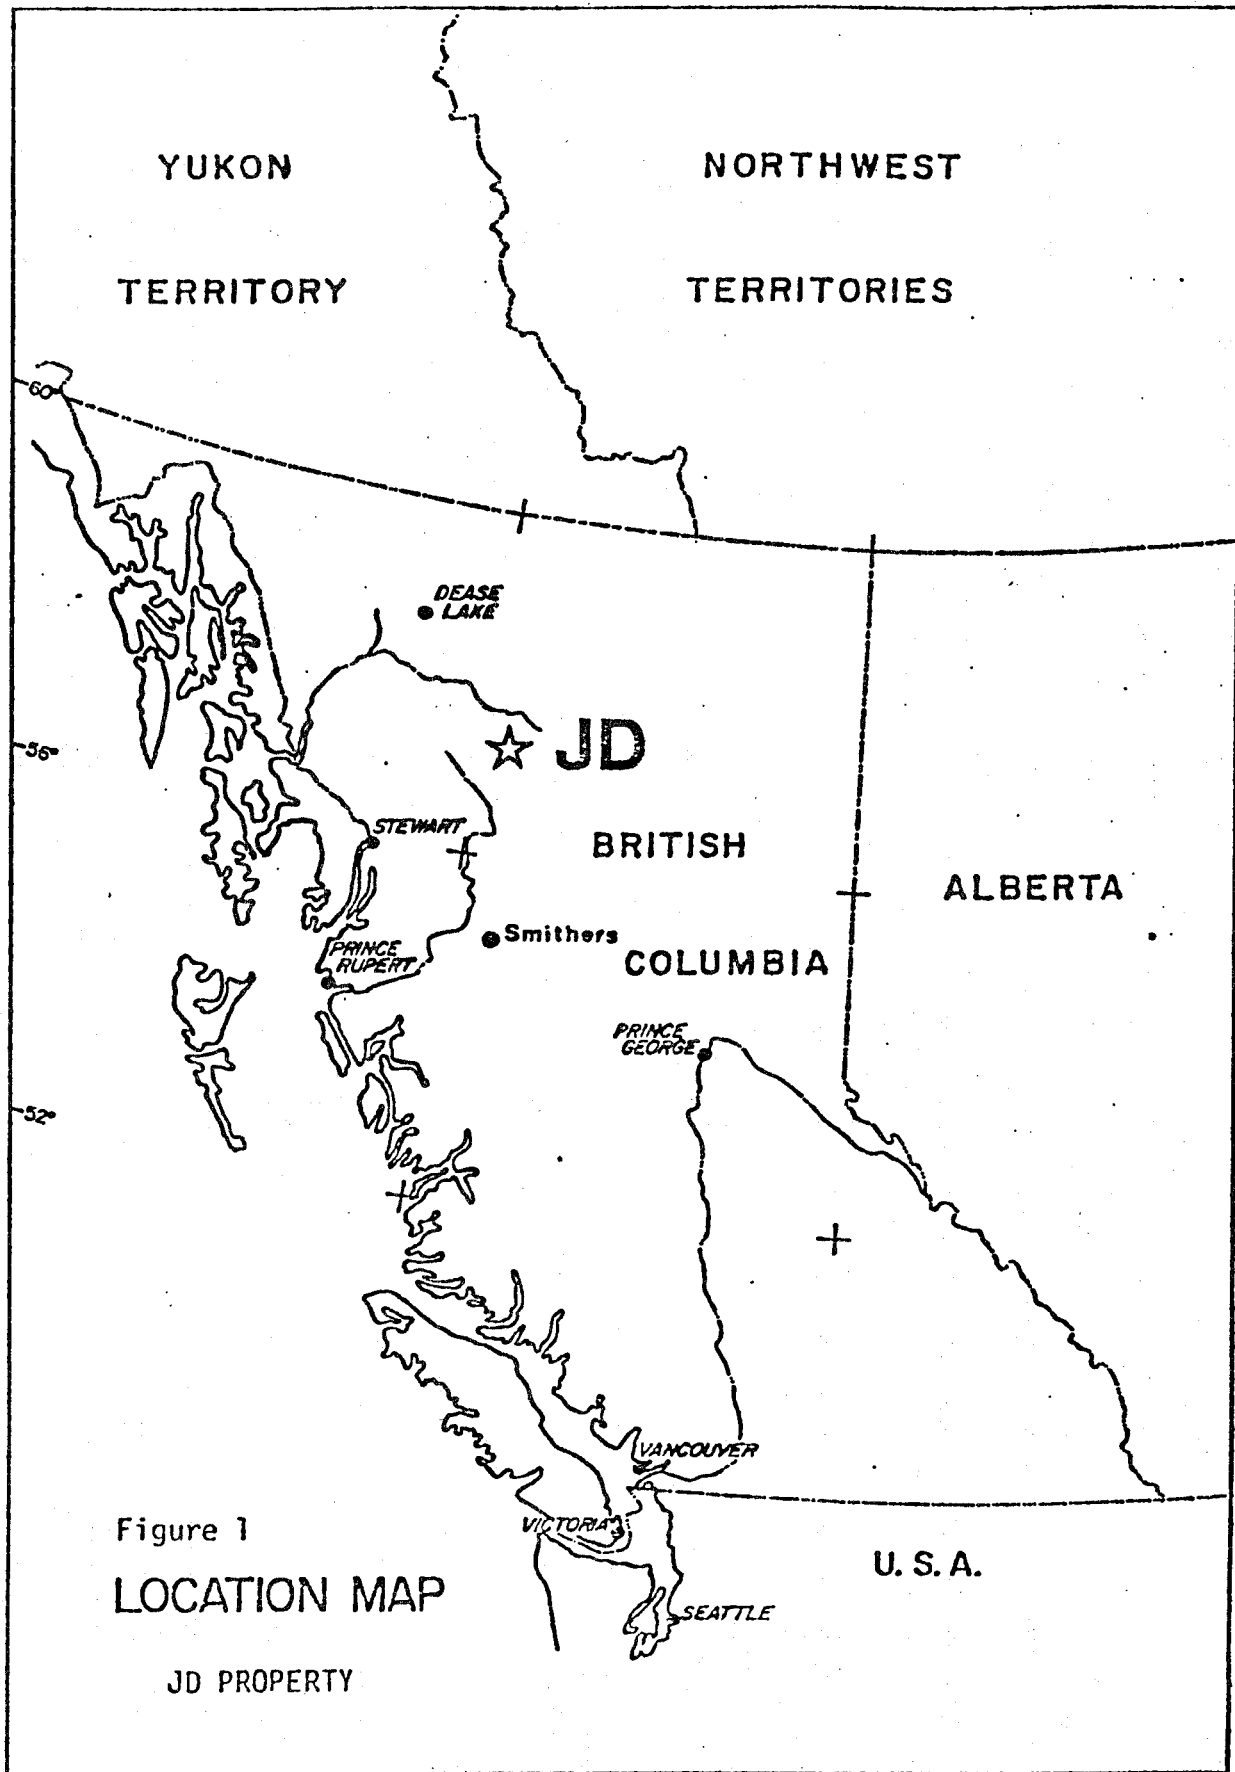 YUKON
TERRITORY
NORTHWEST
TERRITORIES
60°
DEASE
LAKE
56°
JD
STEWART
BRITISH
COLUMBIA
ALBERTA
Smithers
PRINCE
RUPERT
PRINCE
GEORGE
52°
VANCOUVER
VICTORIA
U.S.A.
SEATTLE
Figure 1
LOCATION MAP
JD PROPERTY